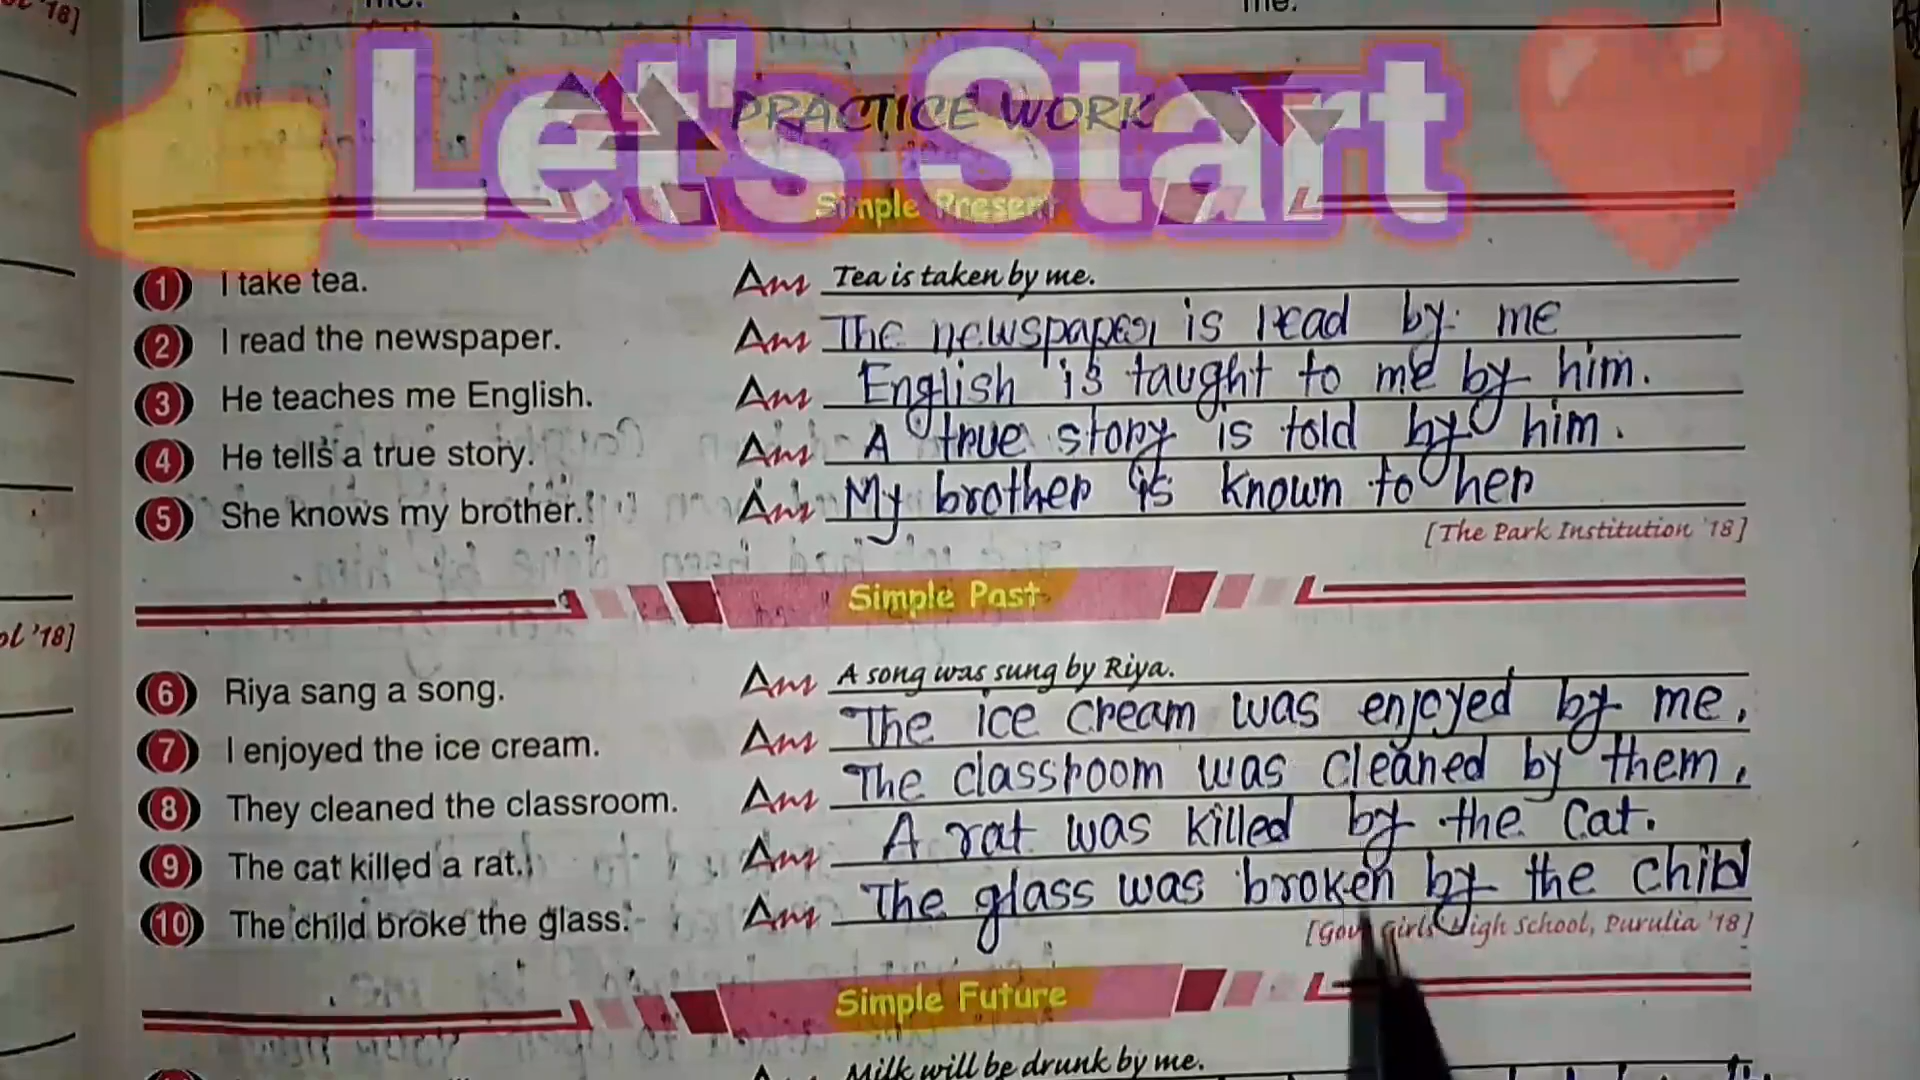 '18]
me.
me.
Let's Start
PRACTICE WORK
Simple Present
1 I take tea. Ans Tea is taken by me.
2 I read the newspaper. Ans The newspaper is read by me
3 He teaches me English. Ans English is taught to me by him.
4 He tells a true story. Ans A true story is told by him.
5 She knows my brother. Ans My brother is known to her
[The Park Institution '18]
Simple Past
ol '18]
6 Riya sang a song. Ans A song was sung by Riya.
7 I enjoyed the ice cream. Ans The ice cream was enjoyed by me.
8 They cleaned the classroom. Ans The classroom was cleaned by them.
9 The cat killed a rat. Ans A rat was killed by the cat.
10 The child broke the glass. Ans The glass was broken by the child
[Gov Girls' High School, Purulia '18]
Simple Future
Milk will be drunk by me.